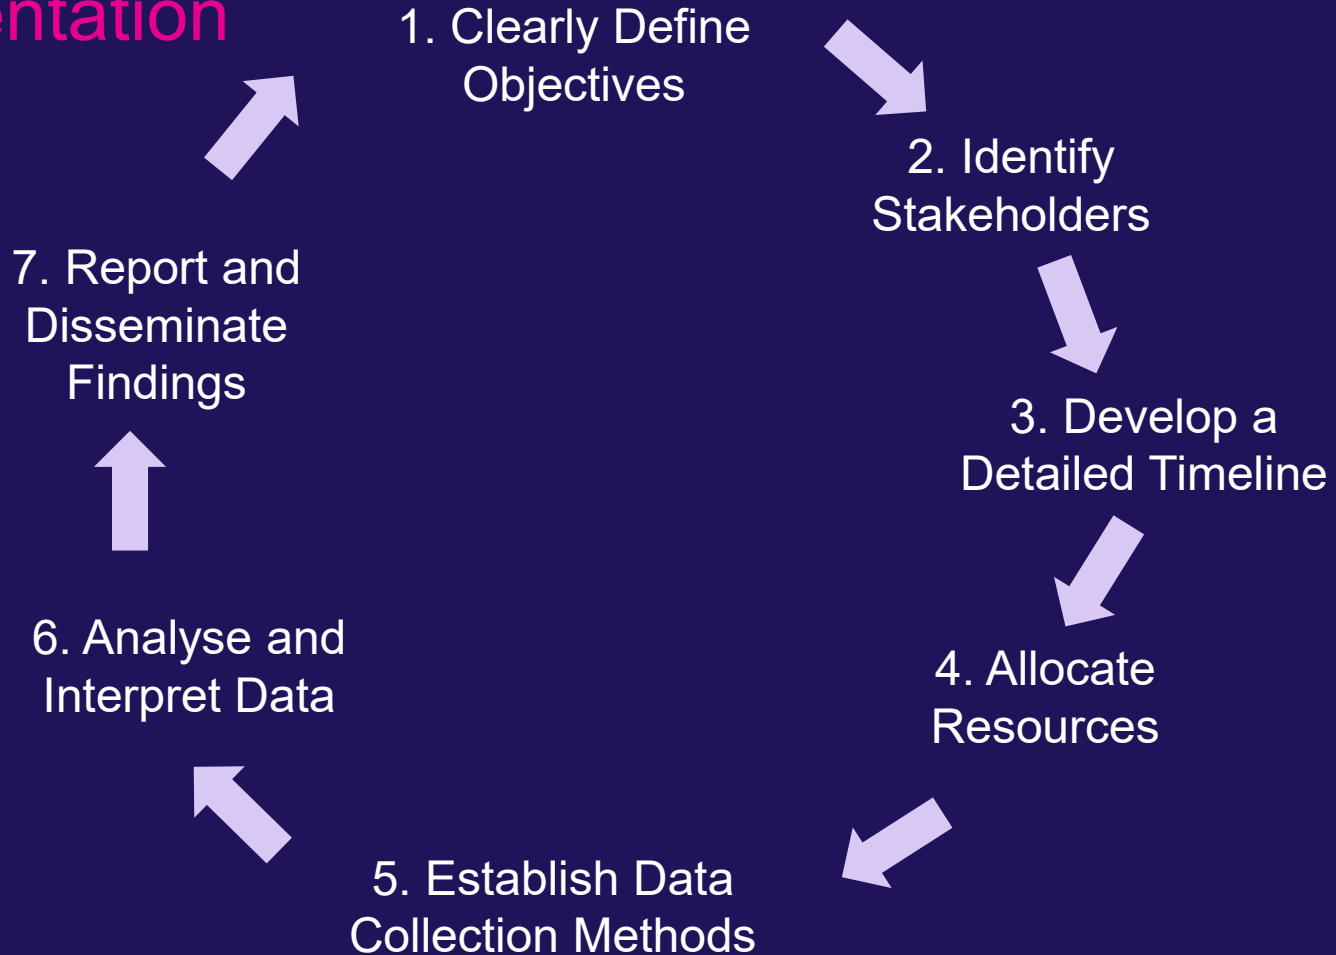 entation
1. Clearly Define
Objectives
2. Identify
Stakeholders
3. Develop a
Detailed Timeline
4. Allocate
Resources
5. Establish Data
Collection Methods
6. Analyse and
Interpret Data
7. Report and
Disseminate
Findings